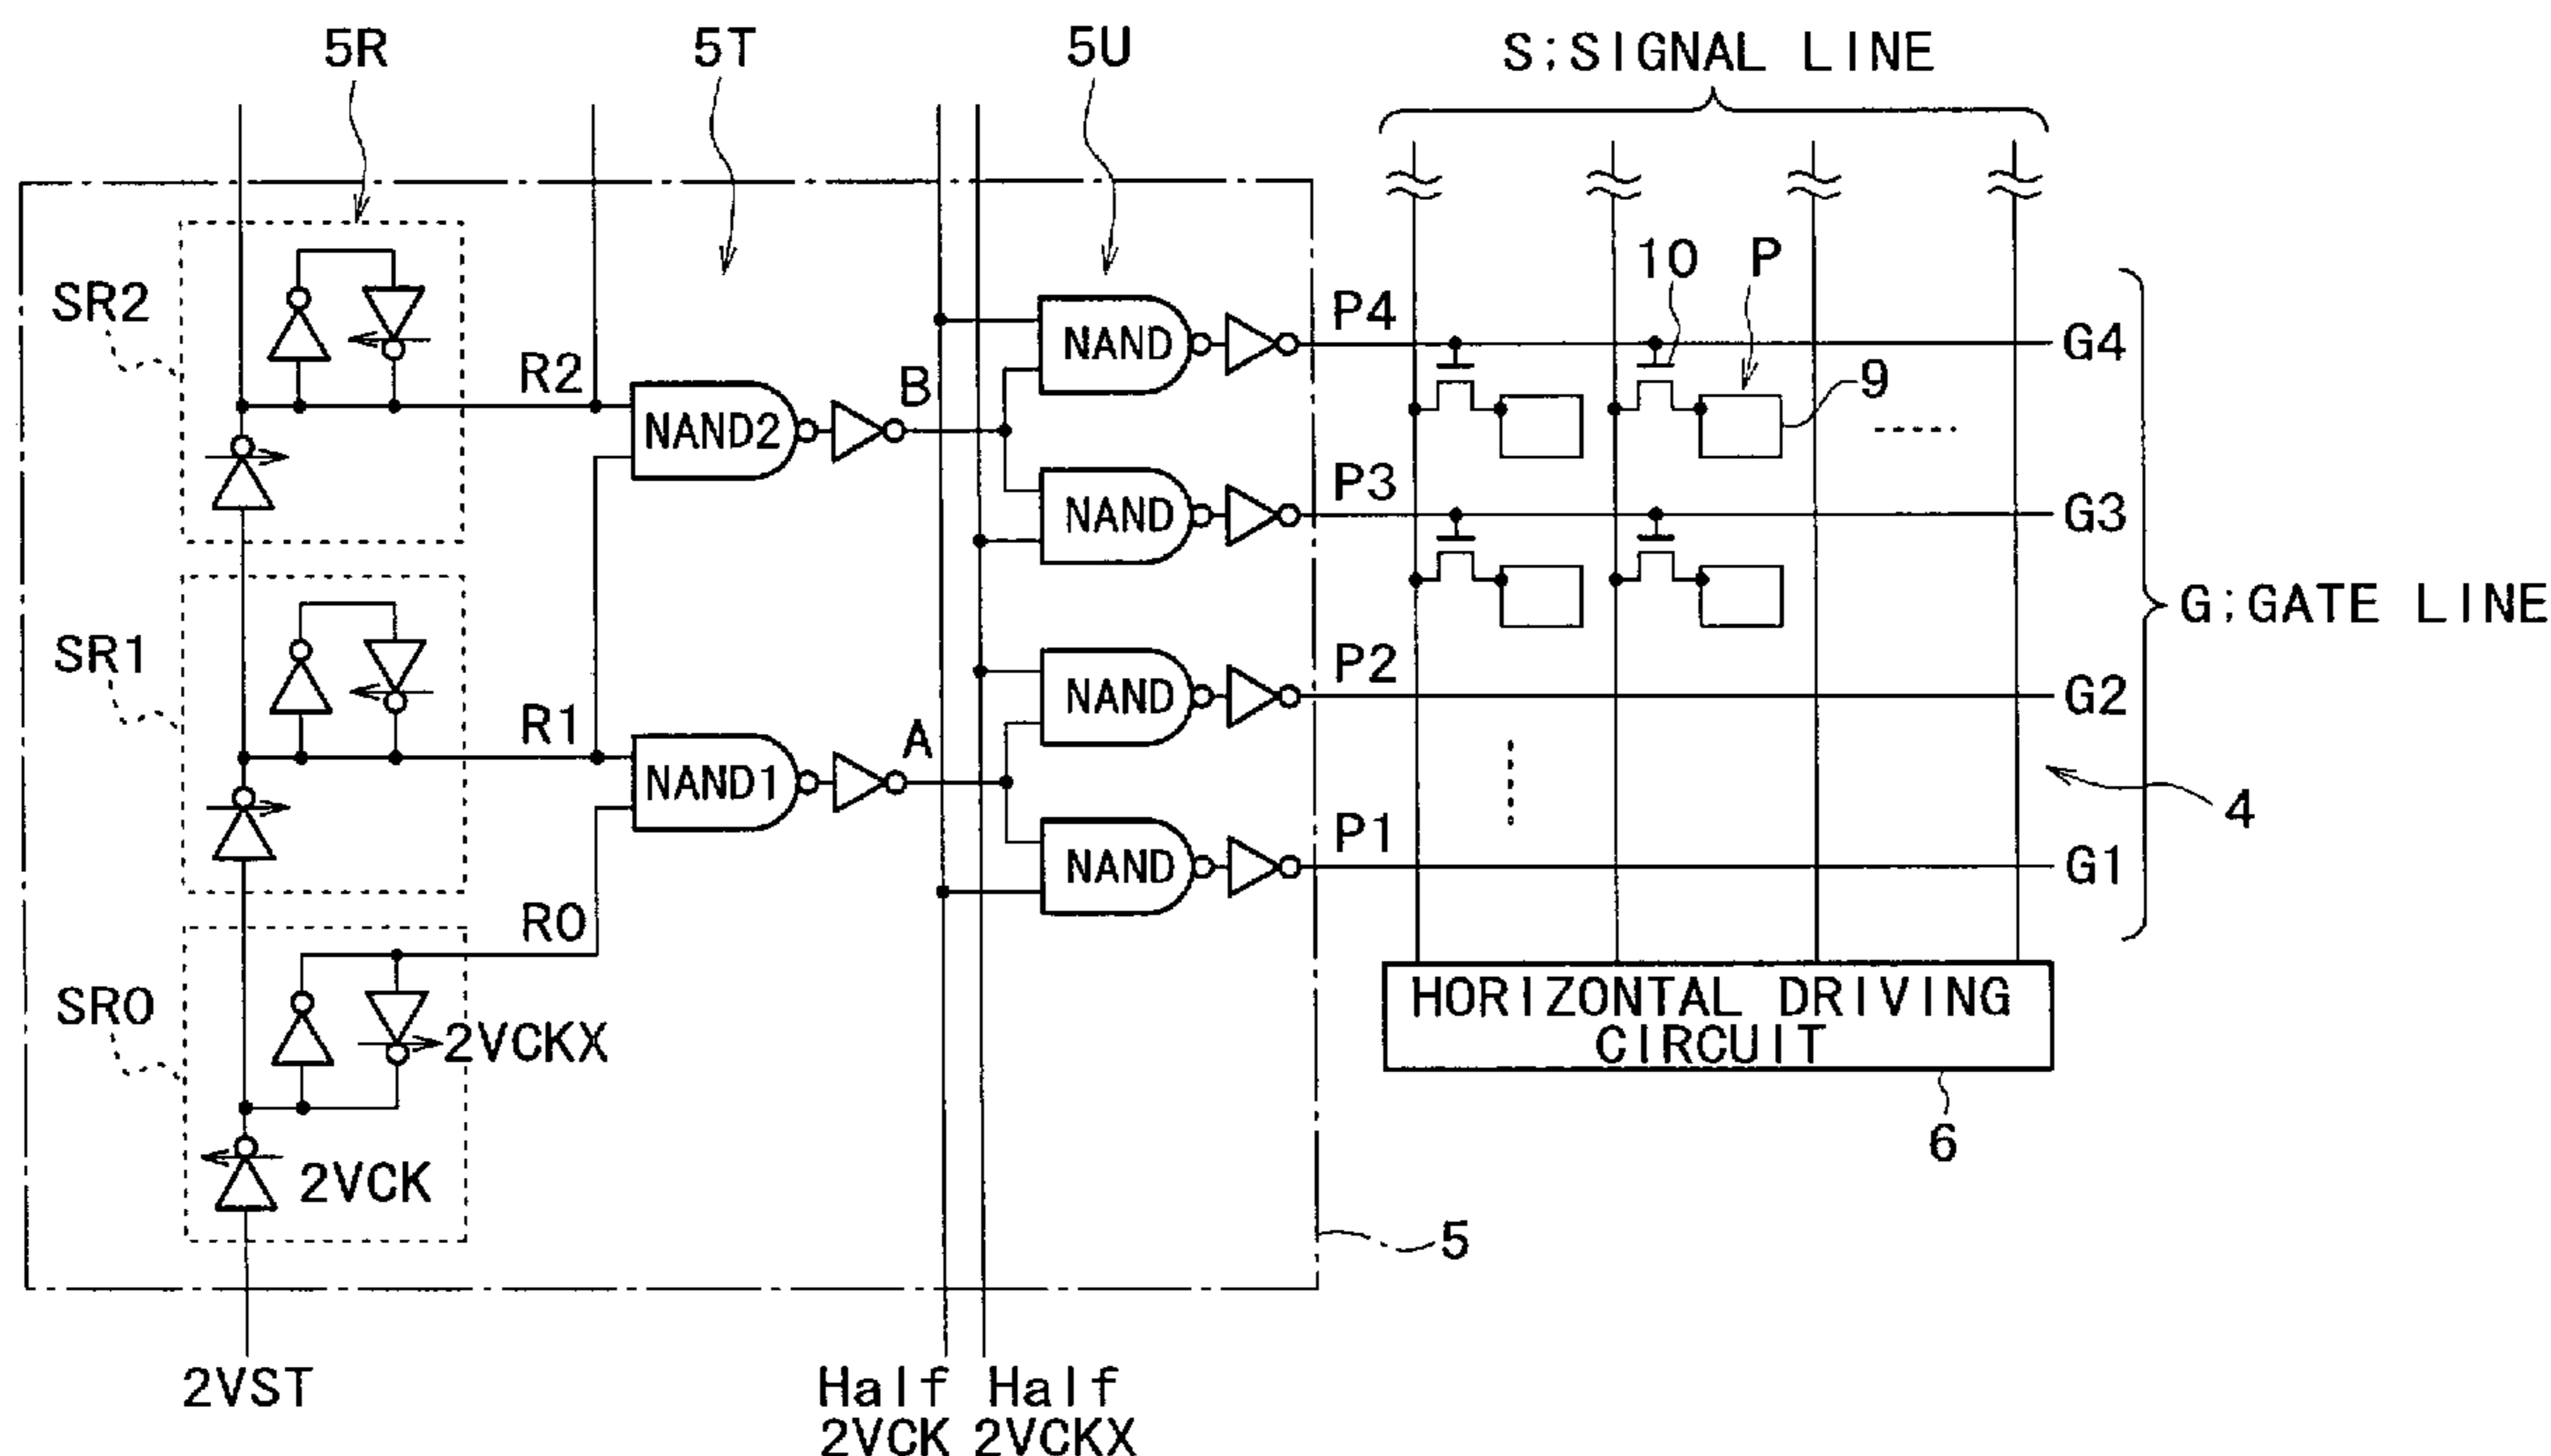 5R
5T
5U
S;SIGNAL LINE
SR2
R2
NAND2
B
NAND
P4
10
P
9
G4
NAND
P3
G3
G;GATE LINE
SR1
R1
NAND1
A
NAND
P2
G2
4
NAND
P1
G1
SR0
R0
2VCKX
2VCK
HORIZONTAL DRIVING
CIRCUIT
6
5
2VST
Half Half
2VCK 2VCKX